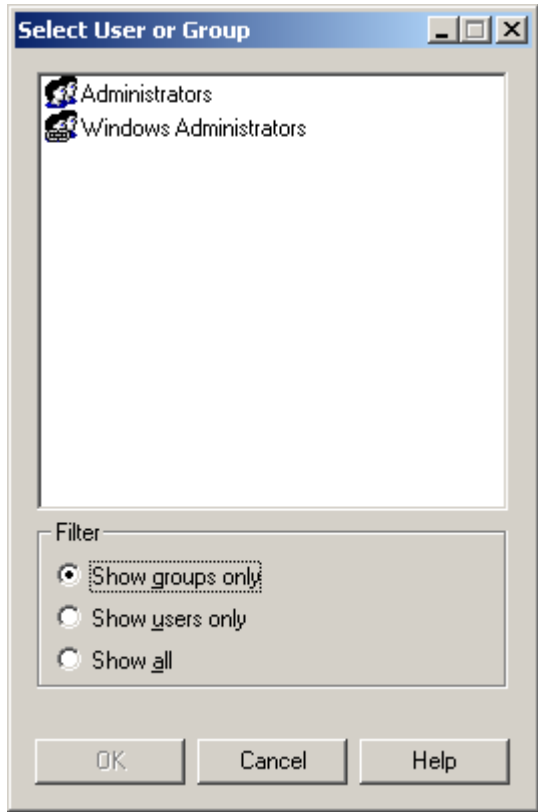 Select User or Group
Administrators
Windows Administrators
Filter
Show groups only
Show users only
Show all
OK
Cancel
Help